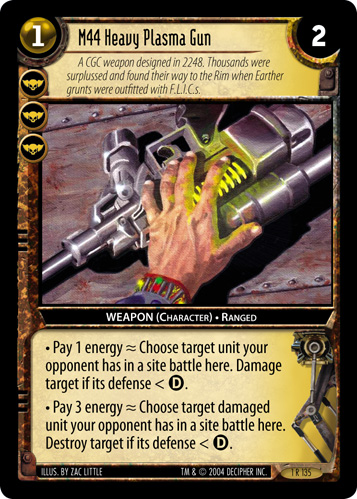 1
M44 Heavy Plasma Gun
2
A CGC weapon designed in 2248. Thousands were
surplussed and found their way to the Rim when Earther
grunts were outfitted with F.L.I.C.s.
WEAPON (Character) • Ranged
• Pay 1 energy ≈ Choose target unit your
opponent has in a site battle here. Damage
target if its defense < D.
• Pay 3 energy ≈ Choose target damaged
unit your opponent has in a site battle here.
Destroy target if its defense < D.
ILLUS. BY ZAC LITTLE
TM & © 2004 DECIPHER INC.
1 R 135